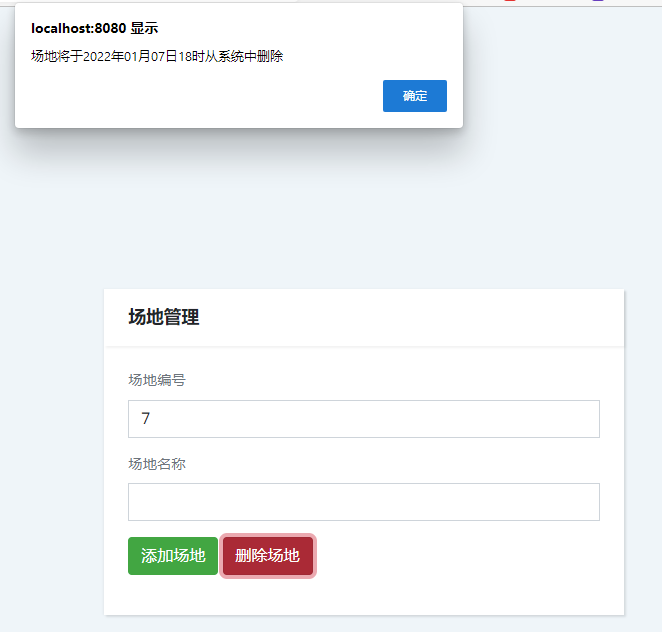 localhost:8080 显示
场地将于2022年01月07日18时从系统中删除
确定
场地管理
场地编号
7
场地名称
添加场地 删除场地